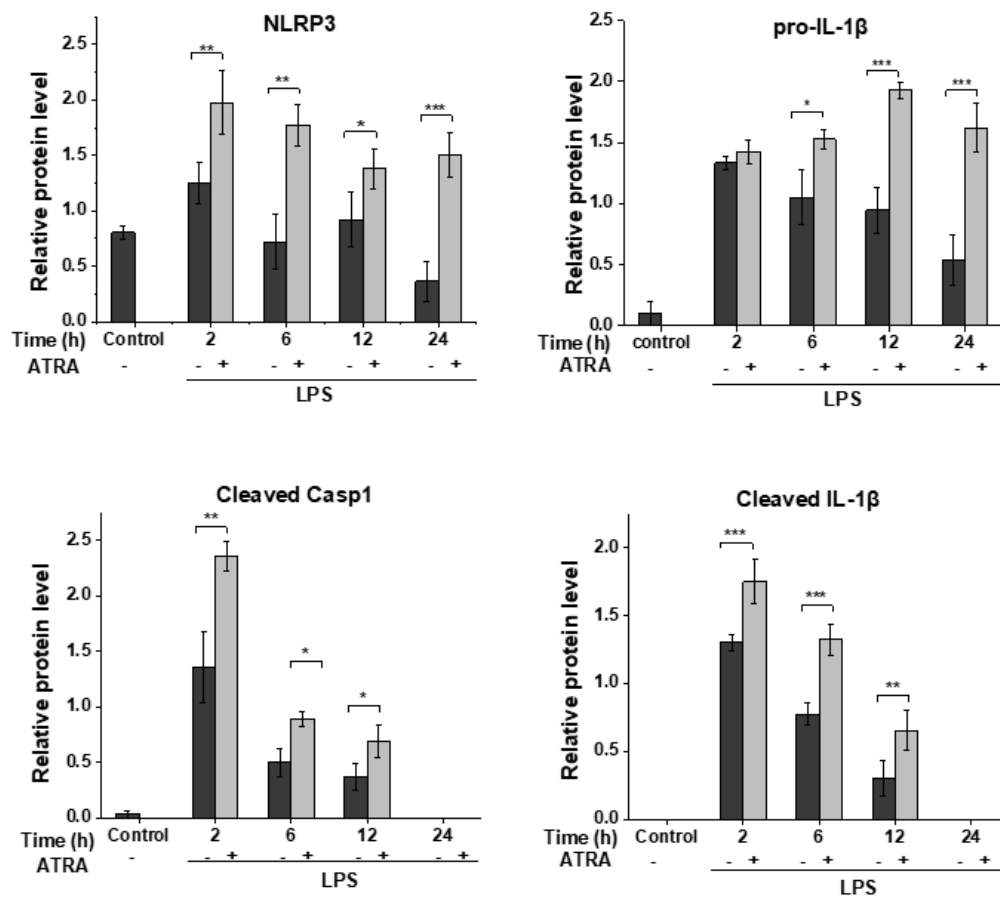 NLRP3
** ** * ***
Relative protein level
2.5
2.0
1.5
1.0
0.5
0.0
Time (h) Control 2 6 12 24
ATRA - - + - + - + - +
LPS
pro-IL-1β
* *** ***
Relative protein level
2.5
2.0
1.5
1.0
0.5
0.0
Time (h) control 2 6 12 24
ATRA - - + - + - + - +
LPS
Cleaved Casp1
** * *
Relative protein level
2.5
2.0
1.5
1.0
0.5
0.0
Time (h) Control 2 6 12 24
ATRA - - + - + - + - +
LPS
Cleaved IL-1β
*** *** **
Relative protein level
2.0
1.5
1.0
0.5
0.0
Time (h) Control 2 6 12 24
ATRA - - + - + - + - +
LPS